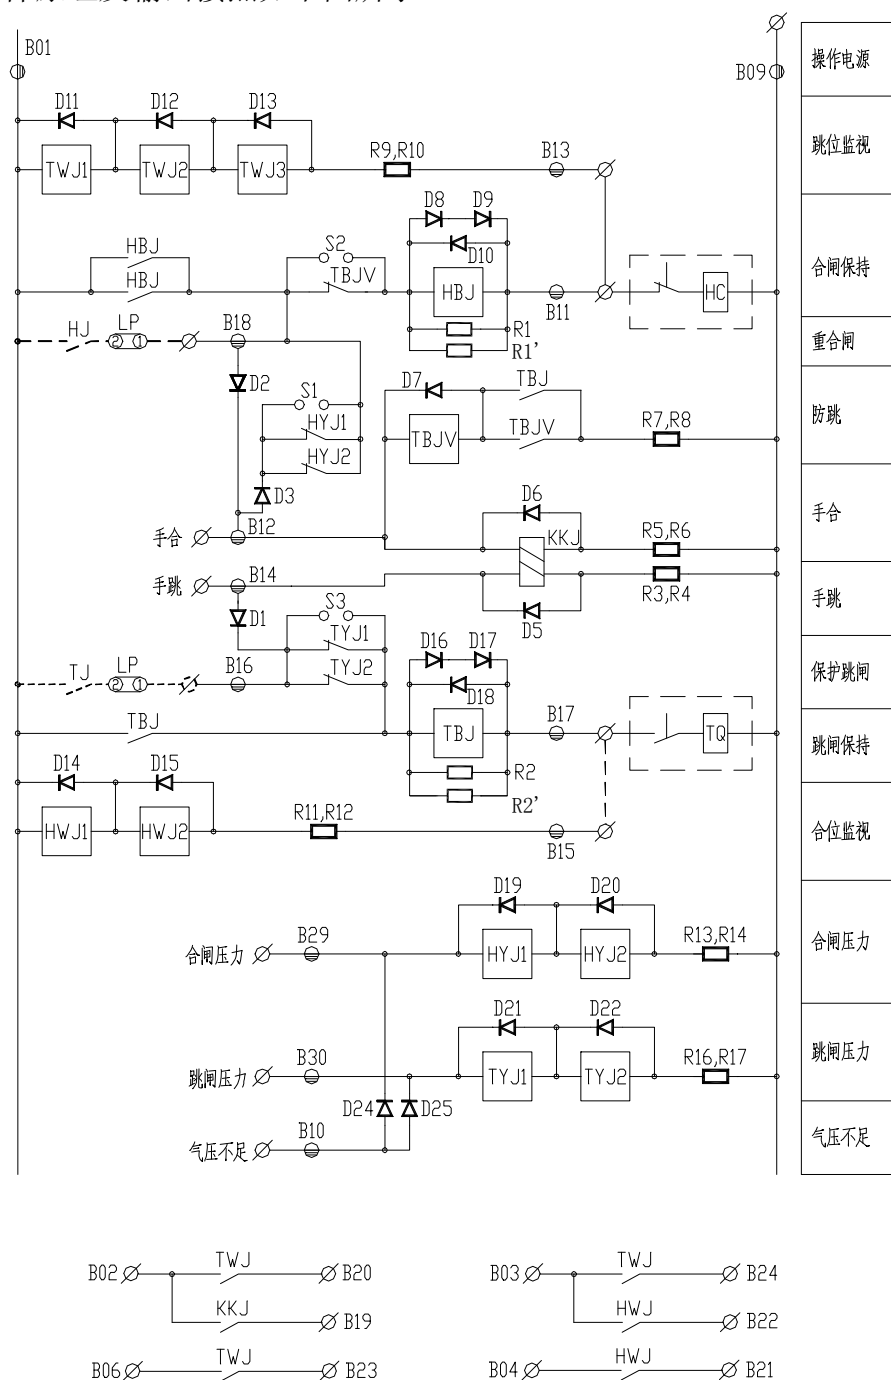 B01
B09
操作电源
D11 D12 D13
TWJ1 TWJ2 TWJ3
R9,R10
B13
跳位监视
D8 D9
D10
HBJ
HBJ
S2
TBJV
HBJ
B11
HC
合闸保持
R1
R1'
HJ LP
② ①
B18
重合闸
D2
S1
HYJ1
HYJ2
D3
D7
TBJ
TBJV
TBJV
R7,R8
防跳
手合
B12
D6
KKJ
R5,R6
手合
手跳
B14
D5
R3,R4
手跳
D1
S3
TYJ1
TYJ2
TJ LP
② ①
B16
D16 D17
D18
保护跳闸
TBJ
TBJ
B17
TQ
跳闸保持
R2
R2'
D14 D15
HWJ1 HWJ2
R11,R12
B15
合位监视
D19 D20
合闸压力
B29
HYJ1 HYJ2
R13,R14
合闸压力
D21 D22
跳闸压力
B30
TYJ1 TYJ2
R16,R17
跳闸压力
D24 D25
气压不足
B10
气压不足
B02 TWJ B20
KKJ B19
B06 TWJ B23
B03 TWJ B24
HWJ B22
B04 HWJ B21